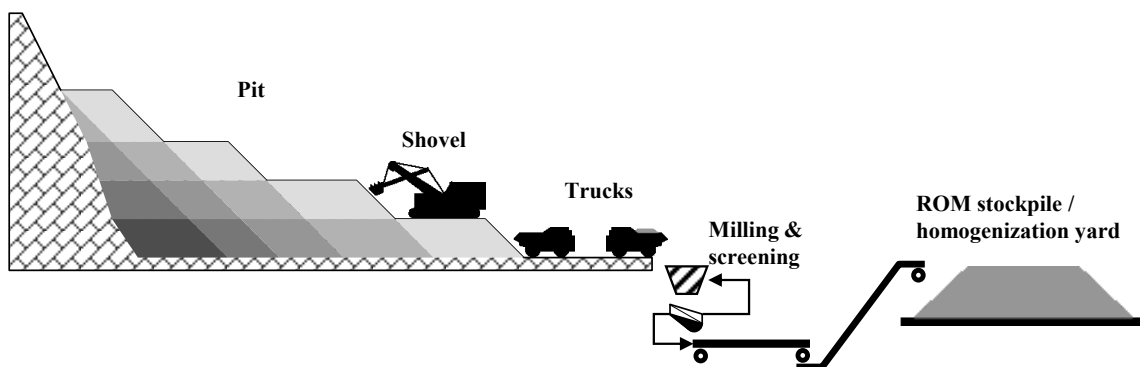 Pit
Shovel
Trucks
Milling &
screening
ROM stockpile /
homogenization yard